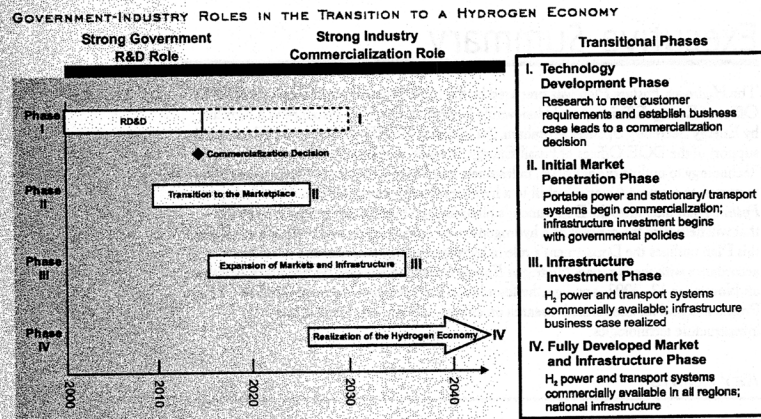 GOVERNMENT-INDUSTRY ROLES IN THE TRANSITION TO A HYDROGEN ECONOMY
Strong Government
R&D Role
Strong Industry
Commercialization Role
Phase
I
RD&D
I
Commercialization Decision
Phase
II
Transition to the Marketplace
II
Phase
III
Expansion of Markets and Infrastructure
III
Phase
IV
Realization of the Hydrogen Economy
IV
2000
2010
2020
2030
2040
Transitional Phases
I. Technology
Development Phase
Research to meet customer
requirements and establish business
case leads to a commercialization
decision
II. Initial Market
Penetration Phase
Portable power and stationary/ transport
systems begin commercialization;
infrastructure investment begins
with governmental policies
III. Infrastructure
Investment Phase
H₂ power and transport systems
commercially available; infrastructure
business case realized
IV. Fully Developed Market
and Infrastructure Phase
H₂ power and transport systems
commercially available in all regions;
national infrastructure